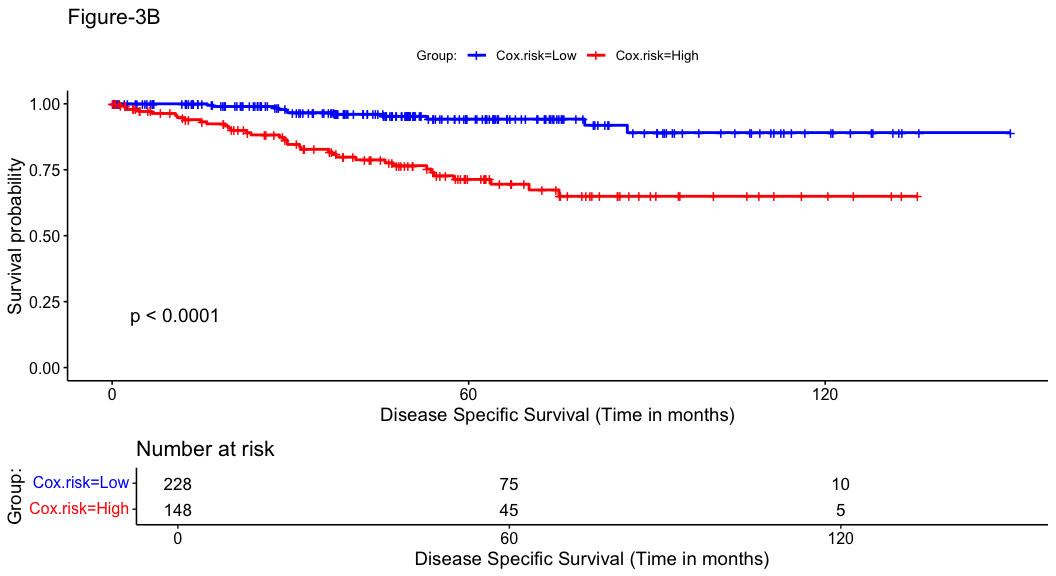 Figure-3B
Group: Cox.risk=Low Cox.risk=High
Survival probability
1.00
0.75
0.50
0.25
0.00
p < 0.0001
0 60 120
Disease Specific Survival (Time in months)
Number at risk
Group:
Cox.risk=Low 228 75 10
Cox.risk=High 148 45 5
0 60 120
Disease Specific Survival (Time in months)